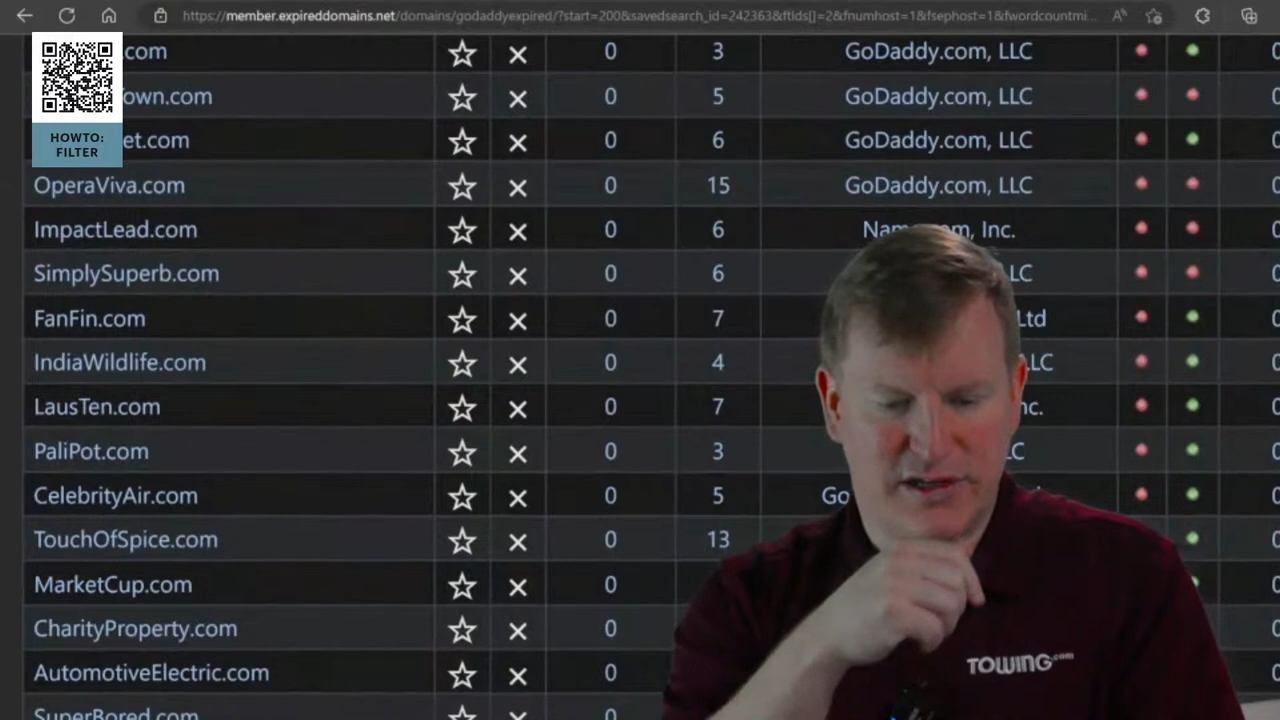 https://member.expireddomains.net/domains/godaddyexpired/?start=200&savedsearch_id=242363&ftlds[]=2&fnumhost=1&fsephost=1&fwordcountmi...
.com 0 3 GoDaddy.com, LLC
own.com 0 5 GoDaddy.com, LLC
et.com 0 6 GoDaddy.com, LLC
HOWTO:
FILTER
OperaViva.com 0 15 GoDaddy.com, LLC
ImpactLead.com 0 6 Inc.
SimplySuperb.com 0 6 LC
FanFin.com 0 7 Ltd
IndiaWildlife.com 0 4 LC
LausTen.com 0 7 nc.
PaliPot.com 0 3 LC
CelebrityAir.com 0 5 Go
TouchOfSpice.com 0 13
MarketCup.com 0
CharityProperty.com 0
AutomotiveElectric.com 0
SuperBored.com
TOWING.com